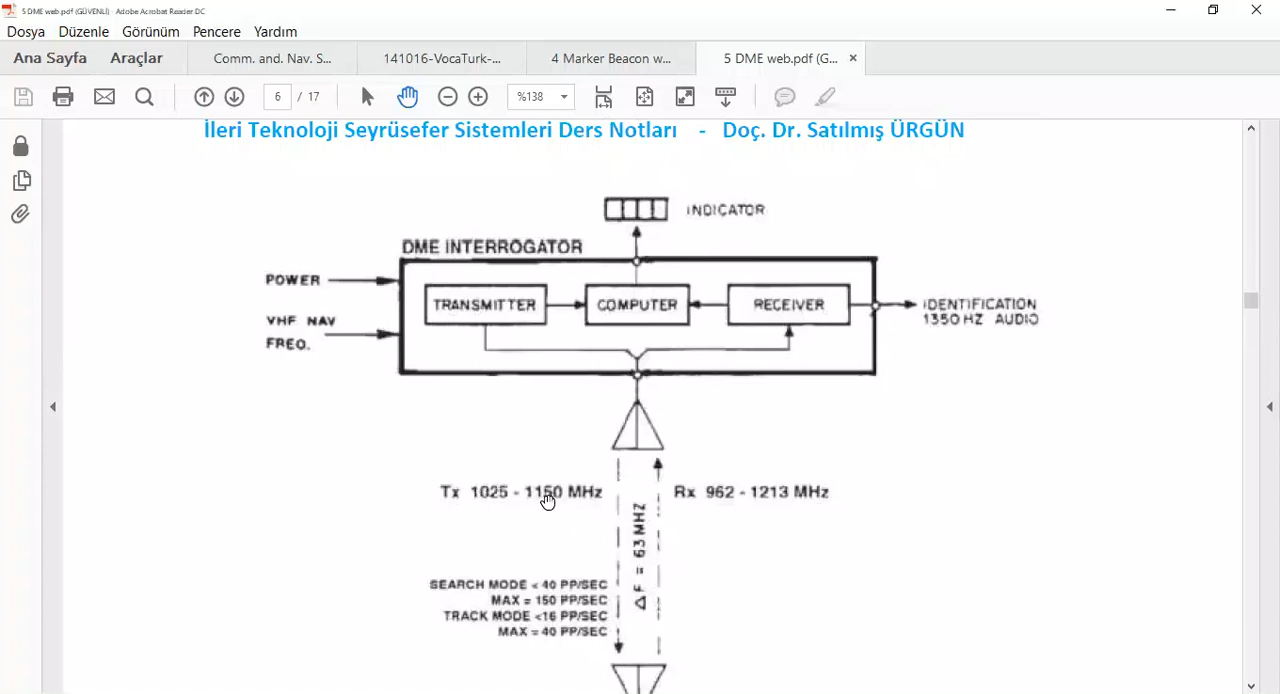 5 DME web.pdf (GÜVENLİ) - Adobe Acrobat Reader DC
Dosya Düzenle Görünüm Pencere Yardım
Ana Sayfa Araçlar Comm. and. Nav. S... 141016-VocaTurk-... 4 Marker Beacon w... 5 DME web.pdf (G... ×
6 / 17 %138
İleri Teknoloji Seyrüsefer Sistemleri Ders Notları - Doç. Dr. Satılmış ÜRGÜN
INDICATOR
DME INTERROGATOR
POWER
TRANSMITTER COMPUTER RECEIVER
IDENTIFICATION
1350 HZ AUDIO
VHF NAV
FREQ.
Tx 1025 - 1150 MHz
Rx 962 - 1213 MHz
Δ F = 63 MHZ
SEARCH MODE < 40 PP/SEC
MAX = 150 PP/SEC
TRACK MODE <16 PP/SEC
MAX = 40 PP/SEC